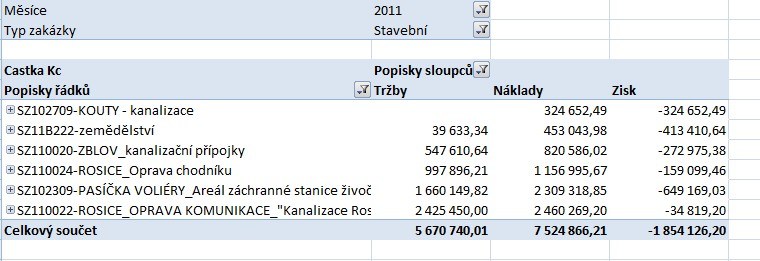 Měsíce 2011
Typ zakázky Stavební
Castka Kc Popisky sloupců
Popisky řádků Tržby Náklady Zisk
SZ102709-KOUTY - kanalizace 324 652,49 -324 652,49
SZ11B222-zemědělství 39 633,34 453 043,98 -413 410,64
SZ110020-ZBLOV_kanalizační přípojky 547 610,64 820 586,02 -272 975,38
SZ110024-ROSICE_Oprava chodníku 997 896,21 1 156 995,67 -159 099,46
SZ102309-PASÍČKA VOLIÉRY_Areál záchranné stanice živoč 1 660 149,82 2 309 318,85 -649 169,03
SZ110022-ROSICE_OPRAVA KOMUNIKACE_"Kanalizace Ros 2 425 450,00 2 460 269,20 -34 819,20
Celkový součet 5 670 740,01 7 524 866,21 -1 854 126,20